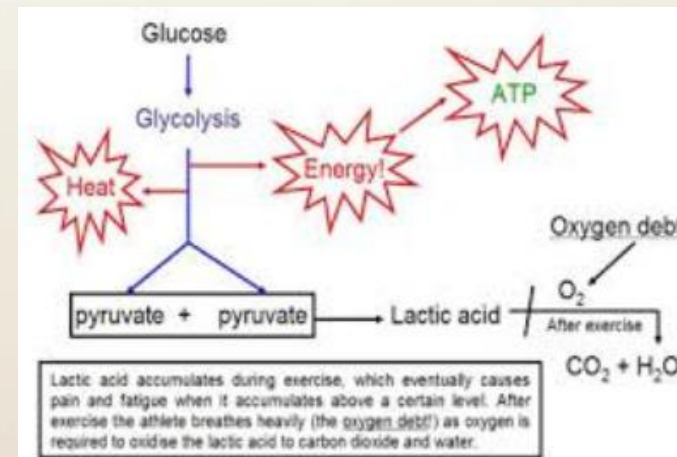 Glucose
ATP
Glycolysis
Energy!
Heat
Oxygen debt!
O2
pyruvate + pyruvate
Lactic acid
After exercise
CO2 + H2O
Lactic acid accumulates during exercise, which eventually causes
pain and fatigue when it accumulates above a certain level. After
exercise the athlete breathes heavily (the oxygen debt!) as oxygen is
required to oxidise the lactic acid to carbon dioxide and water.